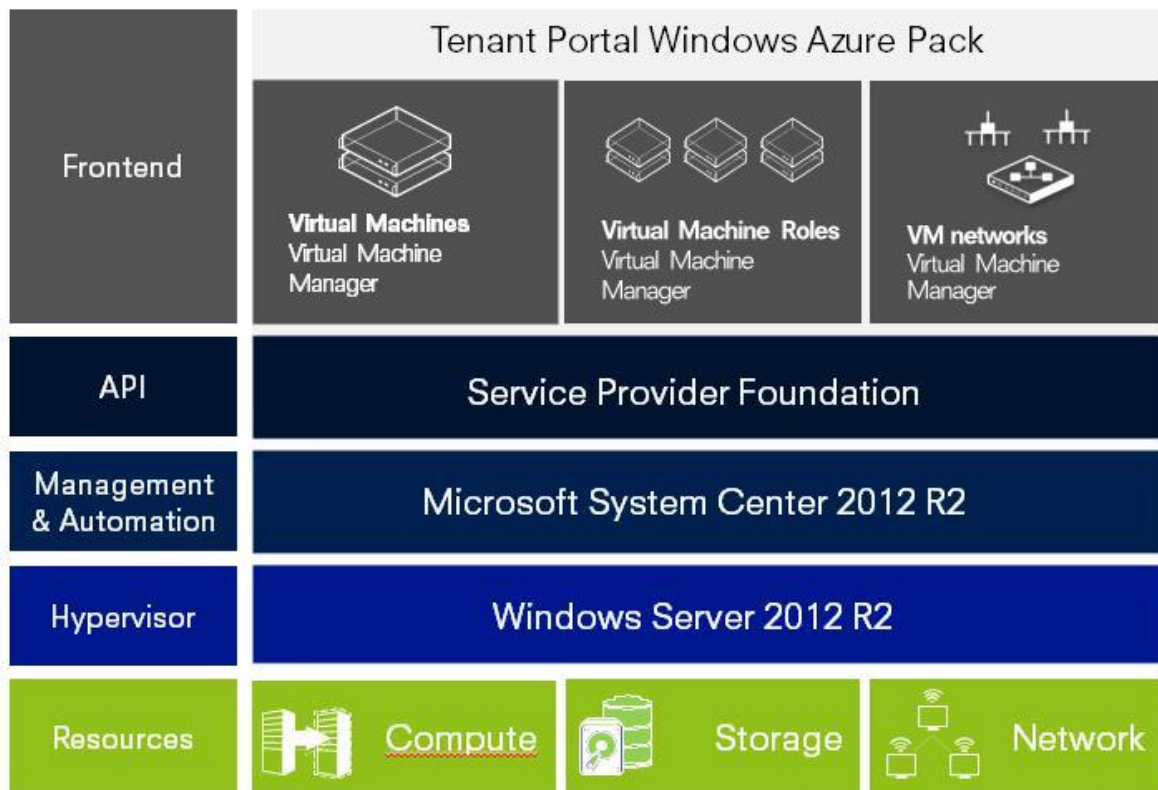 Tenant Portal Windows Azure Pack
Frontend
Virtual Machines
Virtual Machine
Manager
Virtual Machine Roles
Virtual Machine
Manager
VM networks
Virtual Machine
Manager
API
Service Provider Foundation
Management
& Automation
Microsoft System Center 2012 R2
Hypervisor
Windows Server 2012 R2
Resources
Compute
Storage
Network